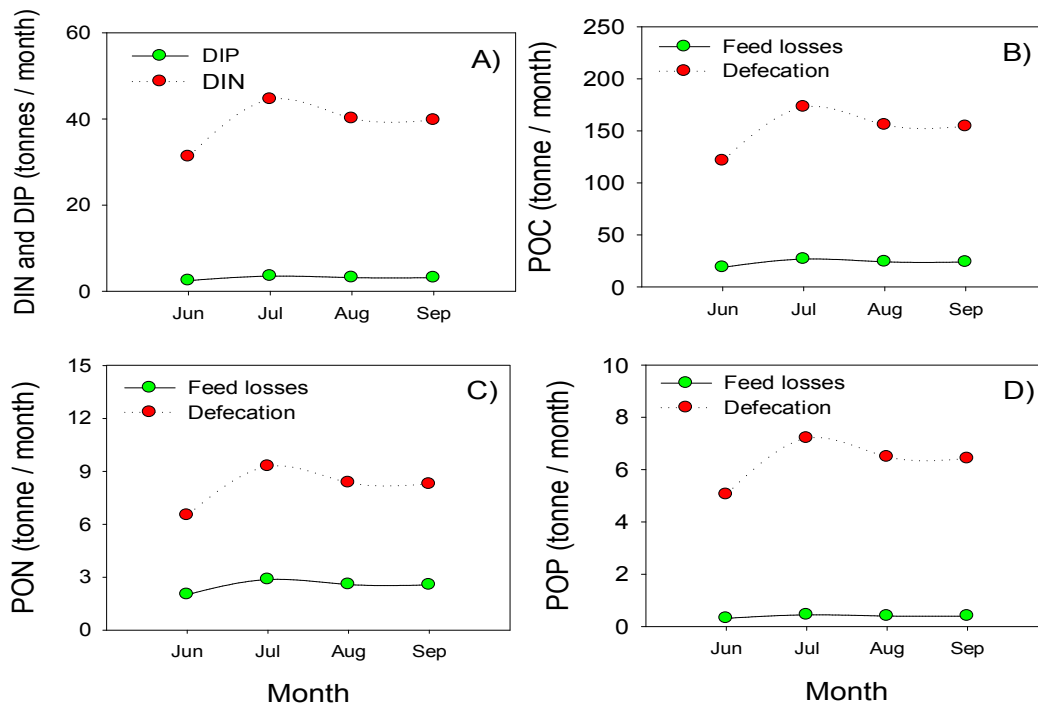 DIN and DIP (tonnes / month)
60
40
20
0
DIP
DIN
A)
Jun Jul Aug Sep
POC (tonne / month)
250
200
150
100
50
0
Feed losses
Defecation
B)
Jun Jul Aug Sep
PON (tonne / month)
15
12
9
6
3
0
Feed losses
Defecation
C)
Jun Jul Aug Sep
Month
POP (tonne / month)
10
8
6
4
2
0
Feed losses
Defecation
D)
Jun Jul Aug Sep
Month